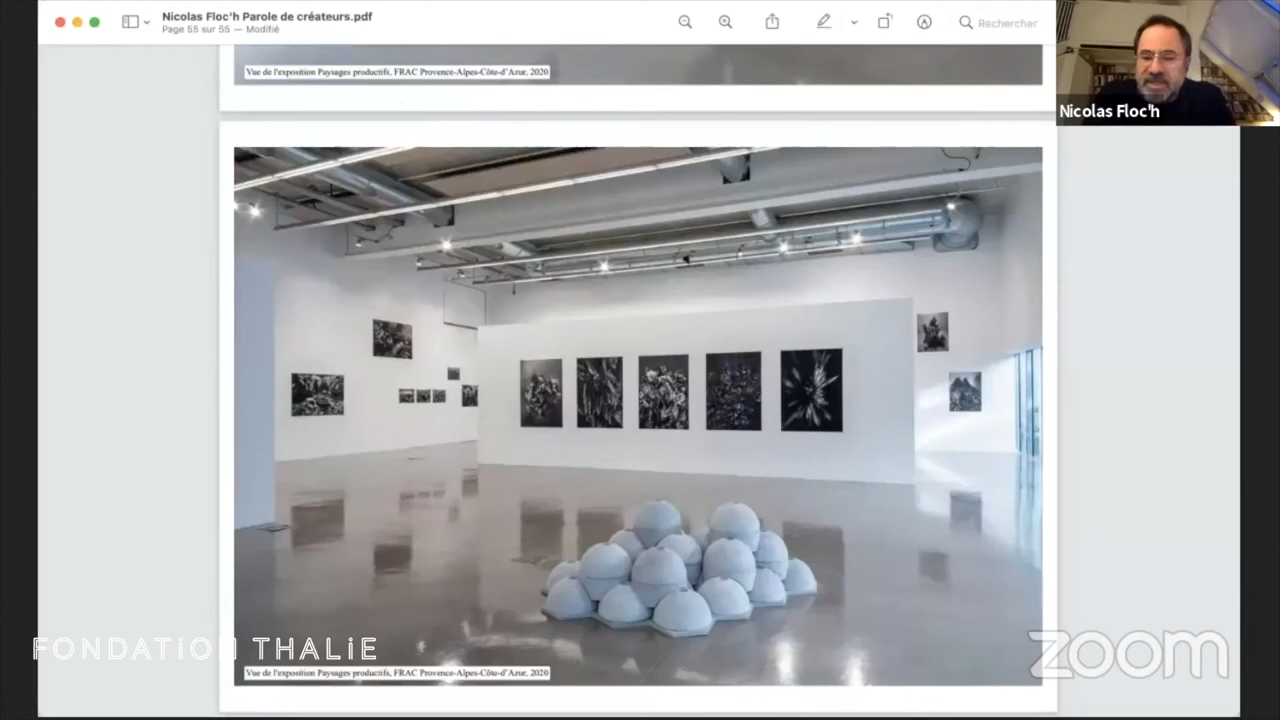 Nicolas Floc'h Parole de créateurs.pdf
Page 55 sur 55 — Modifié
Rechercher
Nicolas Floc'h
Vue de l'exposition Paysages productifs, FRAC Provence-Alpes-Côte-d'Azur, 2020
FONDATiON THALiE
zoom
Vue de l'exposition Paysages productifs, FRAC Provence-Alpes-Côte-d'Azur, 2020